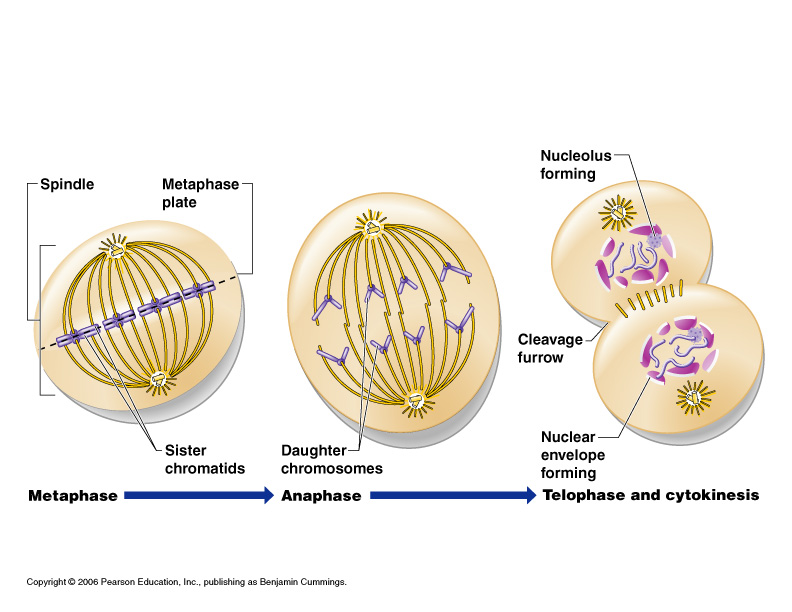 Spindle
Metaphase
plate
Nucleolus
forming
Cleavage
furrow
Sister
chromatids
Daughter
chromosomes
Nuclear
envelope
forming
Metaphase
Anaphase
Telophase and cytokinesis
Copyright © 2006 Pearson Education, Inc., publishing as Benjamin Cummings.